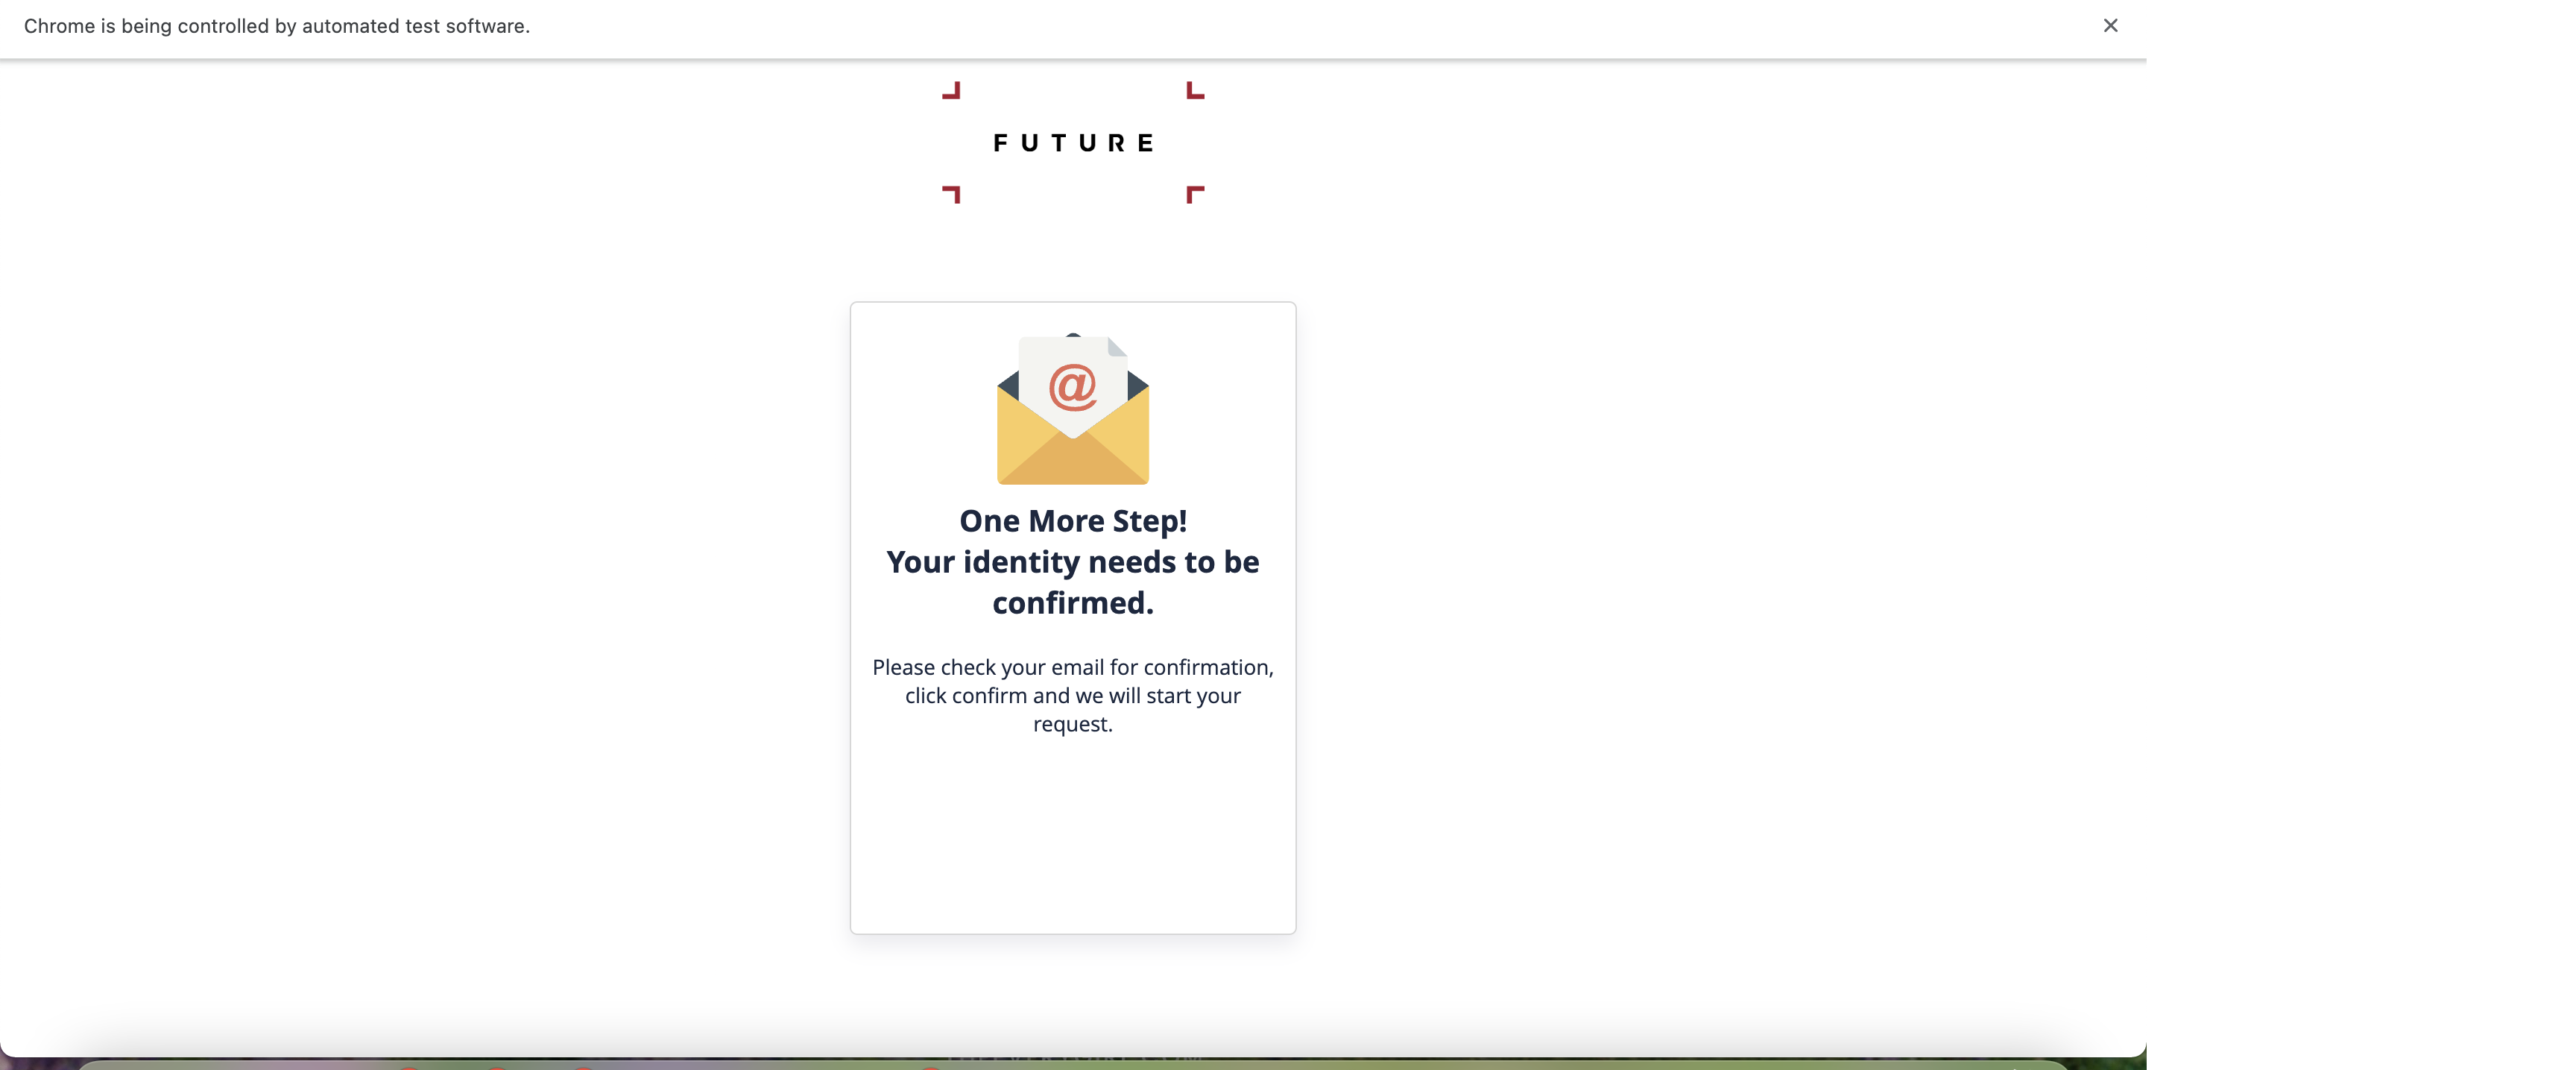 Chrome is being controlled by automated test software.
FUTURE
@
One More Step!
Your identity needs to be
confirmed.
Please check your email for confirmation,
click confirm and we will start your
request.